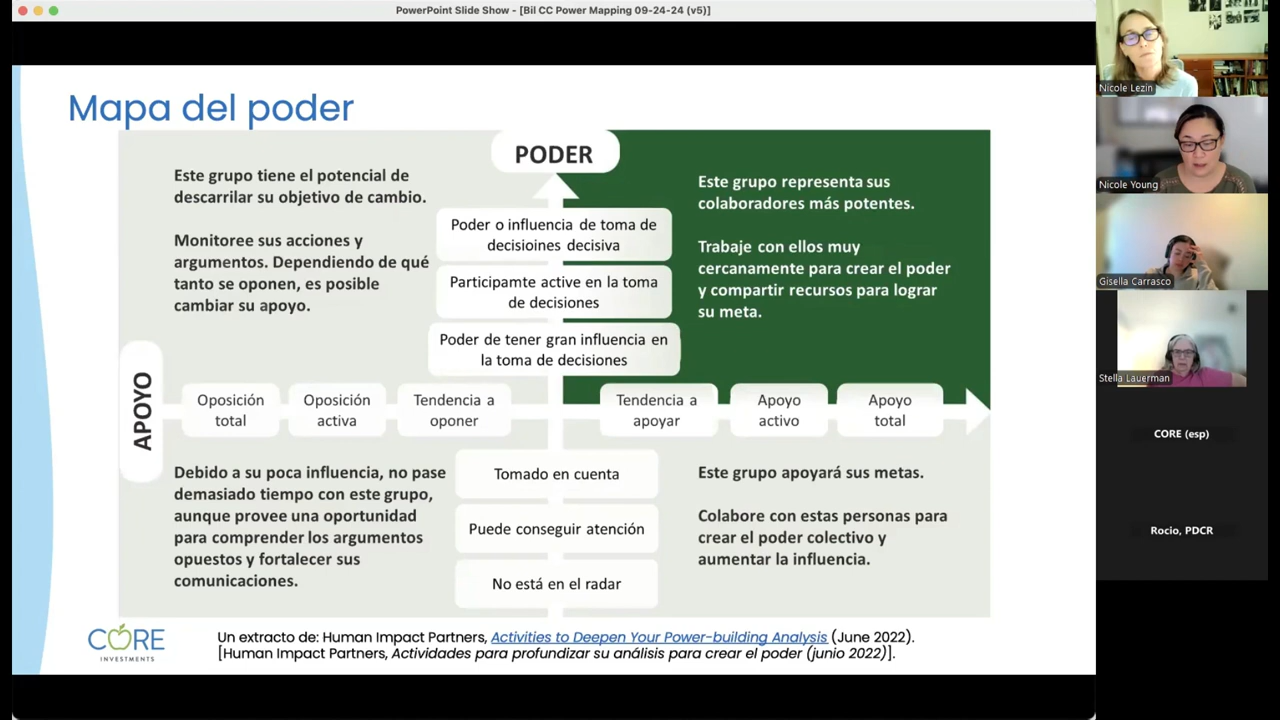 PowerPoint Slide Show - [Bil CC Power Mapping 09-24-24 (v5)]
Mapa del poder
PODER
Este grupo tiene el potencial de
descarrilar su objetivo de cambio.
Monitoree sus acciones y
argumentos. Dependiendo de qué
tanto se oponen, es posible
cambiar su apoyo.
Poder o influencia de toma de
decisioines decisiva
Participamte active en la toma
de decisiones
Poder de tener gran influencia en
la toma de decisiones
Este grupo representa sus
colaboradores más potentes.
Trabaje con ellos muy
cercanamente para crear el poder
y compartir recursos para lograr
su meta.
APOYO
Oposición
total
Oposición
activa
Tendencia a
oponer
Tendencia a
apoyar
Apoyo
activo
Apoyo
total
Debido a su poca influencia, no pase
demasiado tiempo con este grupo,
aunque provee una oportunidad
para comprender los argumentos
opuestos y fortalecer sus
comunicaciones.
Tomado en cuenta
Puede conseguir atención
No está en el radar
Este grupo apoyará sus metas.
Colabore con estas personas para
crear el poder colectivo y
aumentar la influencia.
CORE
INVESTMENTS
Un extracto de: Human Impact Partners, Activities to Deepen Your Power-building Analysis (June 2022).
[Human Impact Partners, Actividades para profundizar su análisis para crear el poder (junio 2022)].
Nicole Lezin
Nicole Young
Gisella Carrasco
Stella Lauerman
CORE (esp)
Rocio, PDCR